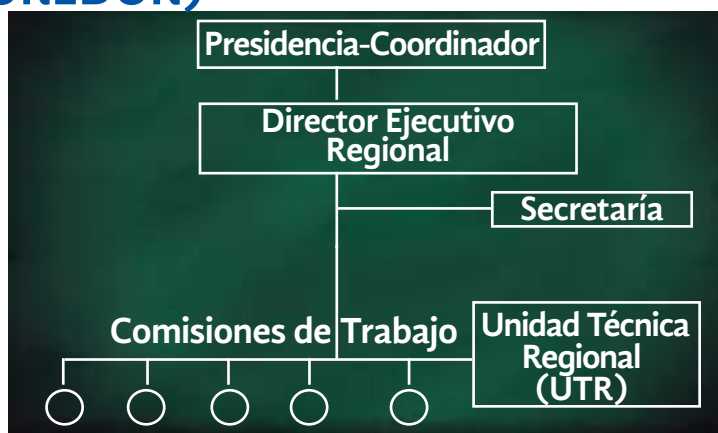 Presidencia-Coordinador
Director Ejecutivo
Regional
Secretaría
Comisiones de Trabajo
Unidad Técnica
Regional
(UTR)